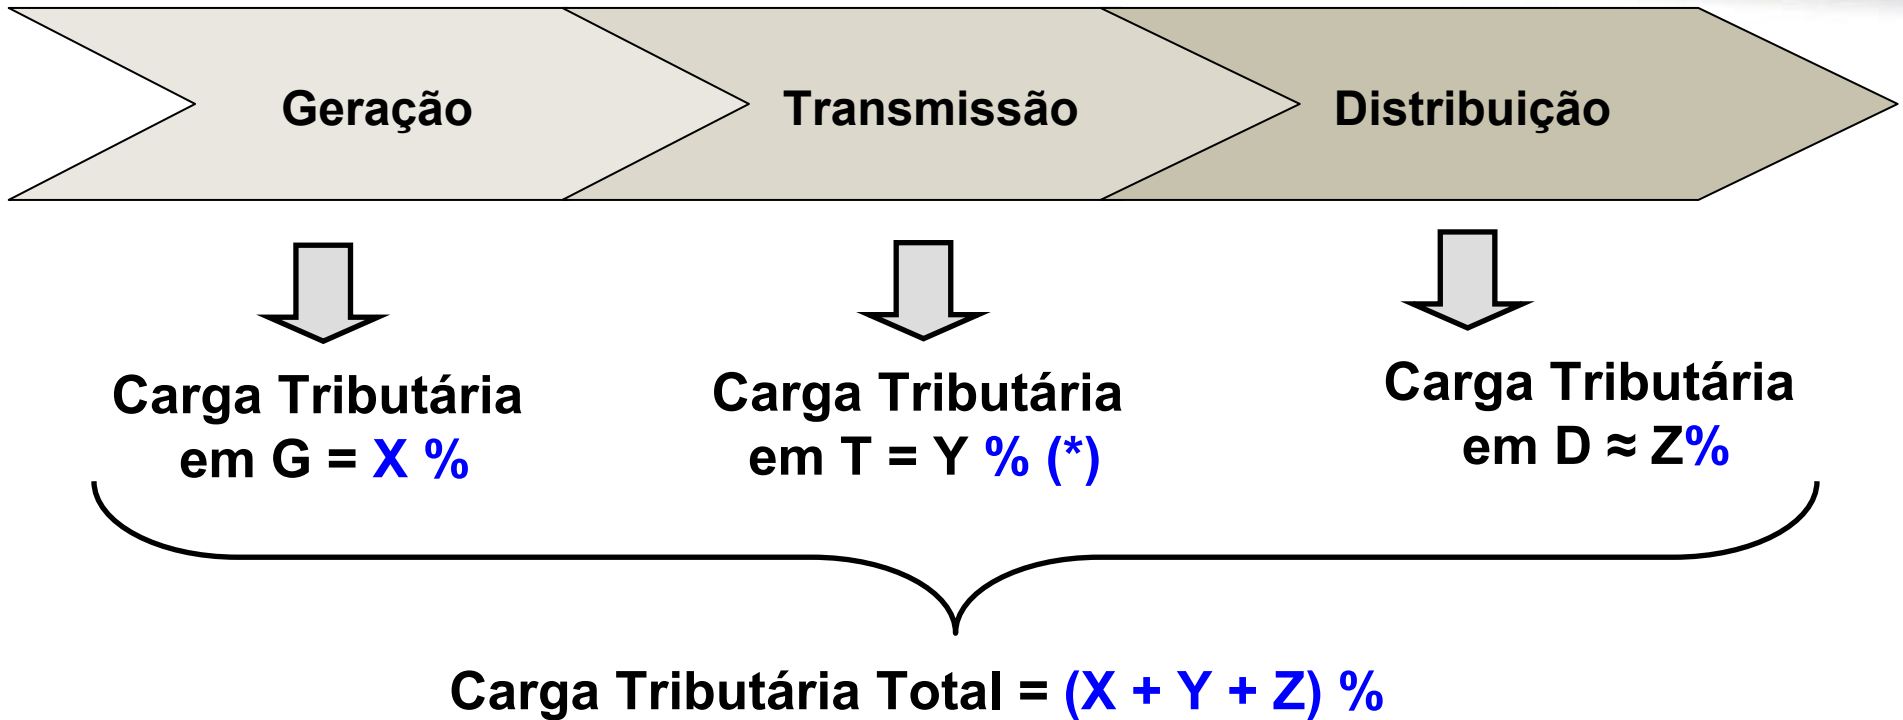 Geração
Transmissão
Distribuição
Carga Tributária
em G = X %
Carga Tributária
em T = Y % (*)
Carga Tributária
em D ≈ Z%
Carga Tributária Total = (X + Y + Z) %